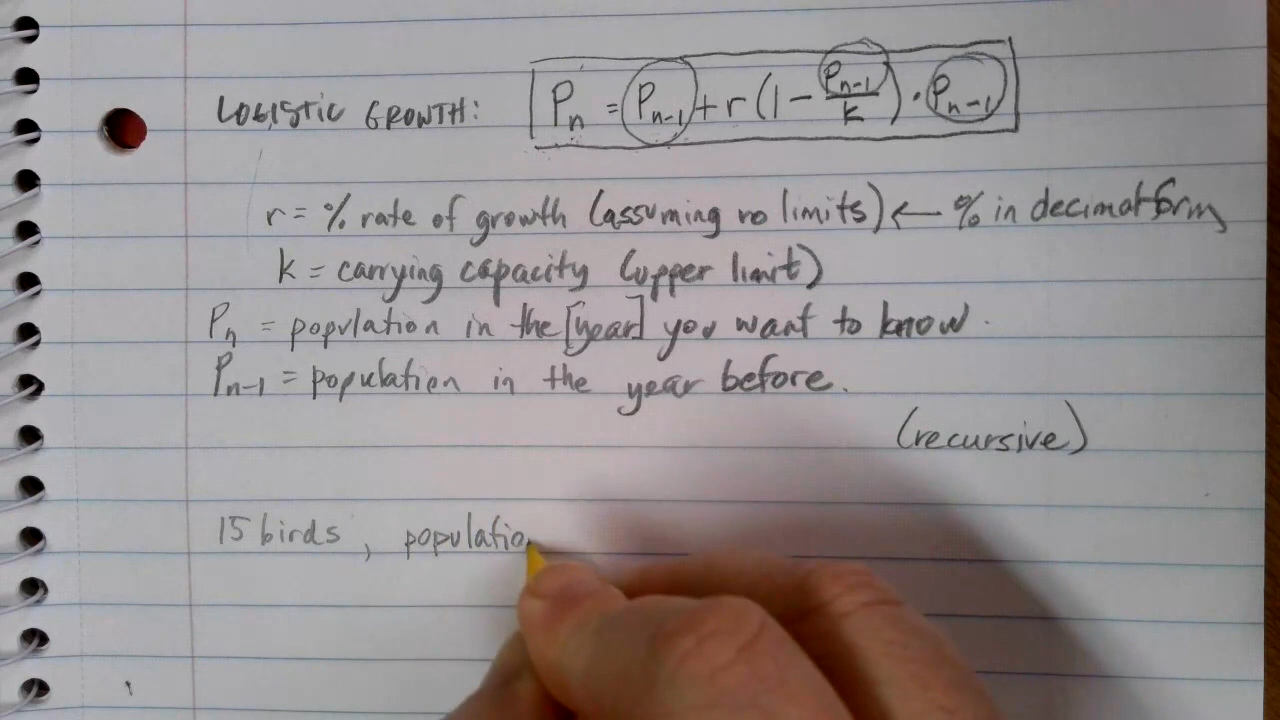 LOGISTIC GROWTH: Pn = Pn-1 + r (1 - Pn-1/K) · Pn-1
r = % rate of growth (assuming no limits) ← % in decimal form
K = carrying capacity (upper limit)
Pn = population in the [year] you want to know.
Pn-1 = population in the year before.
(recursive)
15 birds, populatio